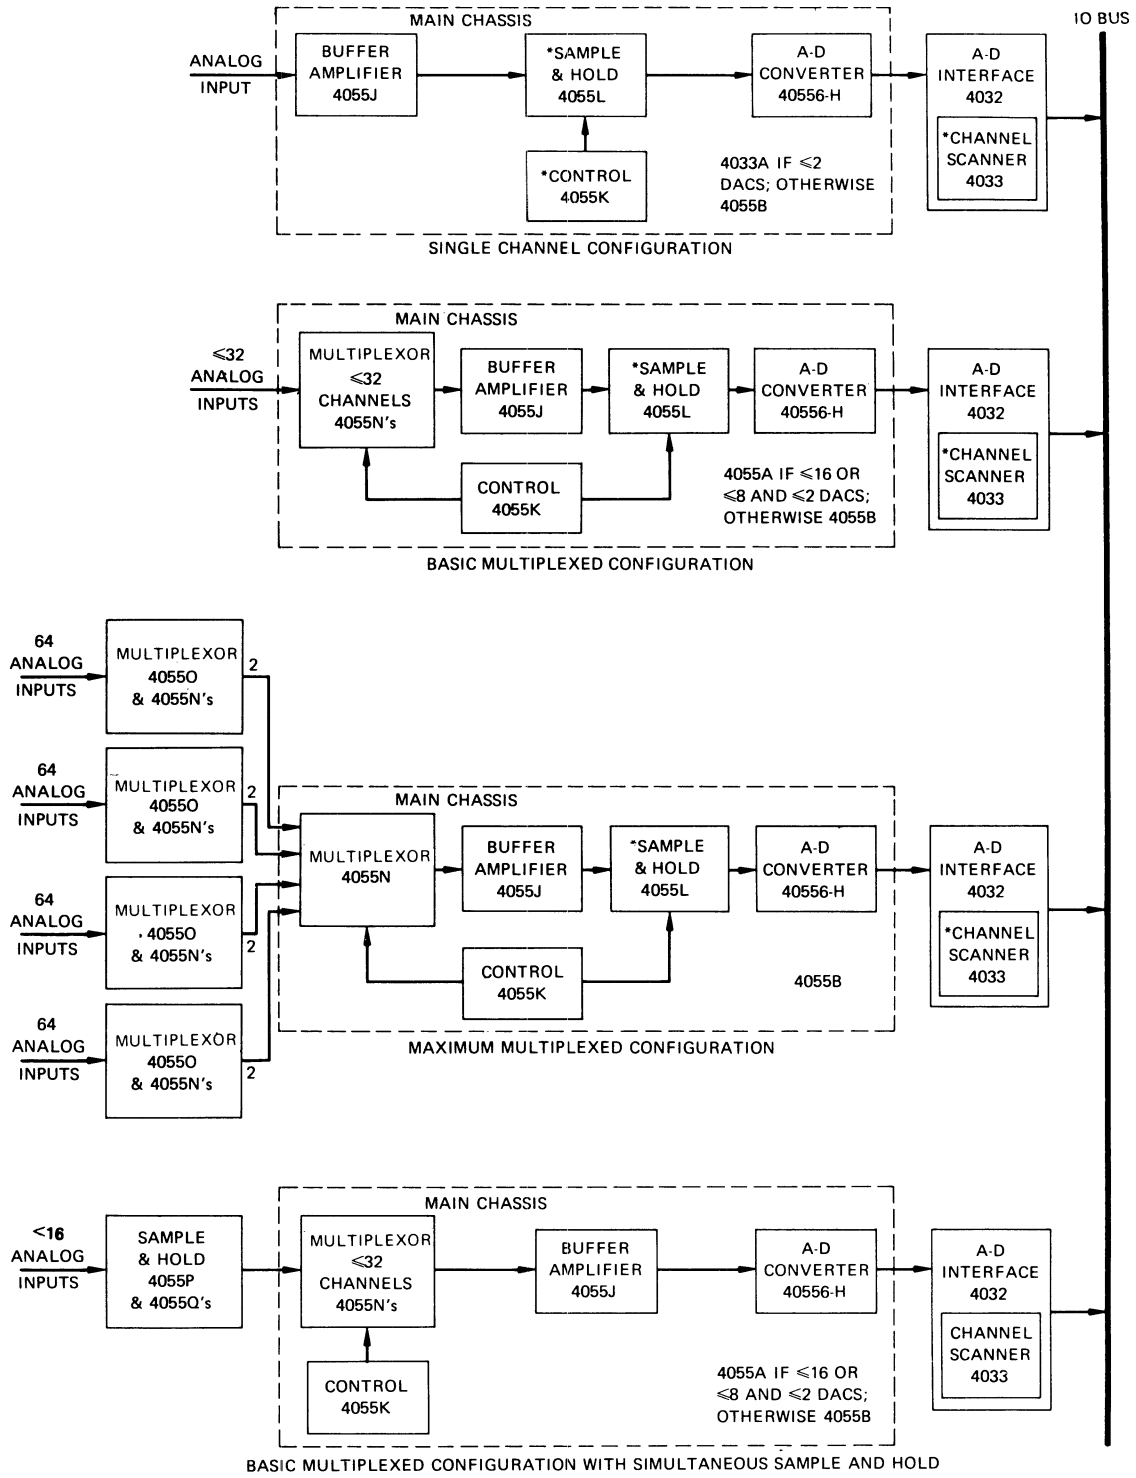 IO BUS
MAIN CHASSIS
ANALOG
INPUT
BUFFER
AMPLIFIER
4055J
*SAMPLE
& HOLD
4055L
A-D
CONVERTER
40556-H
A-D
INTERFACE
4032
*CHANNEL
SCANNER
4033
*CONTROL
4055K
4033A IF ≤2
DACS; OTHERWISE
4055B
SINGLE CHANNEL CONFIGURATION
MAIN CHASSIS
≤32
ANALOG
INPUTS
MULTIPLEXOR
≤32
CHANNELS
4055N's
BUFFER
AMPLIFIER
4055J
*SAMPLE
& HOLD
4055L
A-D
CONVERTER
40556-H
A-D
INTERFACE
4032
*CHANNEL
SCANNER
4033
CONTROL
4055K
4055A IF ≤16 OR
≤8 AND ≤2 DACS;
OTHERWISE 4055B
BASIC MULTIPLEXED CONFIGURATION
64
ANALOG
INPUTS
MULTIPLEXOR
4055O
& 4055N's
2
64
ANALOG
INPUTS
MULTIPLEXOR
4055O
& 4055N's
2
64
ANALOG
INPUTS
MULTIPLEXOR
4055O
& 4055N's
2
64
ANALOG
INPUTS
MULTIPLEXOR
4055O
& 4055N's
2
MAIN CHASSIS
MULTIPLEXOR
4055N
BUFFER
AMPLIFIER
4055J
*SAMPLE
& HOLD
4055L
A-D
CONVERTER
40556-H
A-D
INTERFACE
4032
*CHANNEL
SCANNER
4033
CONTROL
4055K
4055B
MAXIMUM MULTIPLEXED CONFIGURATION
MAIN CHASSIS
<16
ANALOG
INPUTS
SAMPLE
& HOLD
4055P
& 4055Q's
MULTIPLEXOR
≤32
CHANNELS
4055N's
BUFFER
AMPLIFIER
4055J
A-D
CONVERTER
40556-H
A-D
INTERFACE
4032
CHANNEL
SCANNER
4033
CONTROL
4055K
4055A IF ≤16 OR
≤8 AND ≤2 DACS;
OTHERWISE 4055B
BASIC MULTIPLEXED CONFIGURATION WITH SIMULTANEOUS SAMPLE AND HOLD